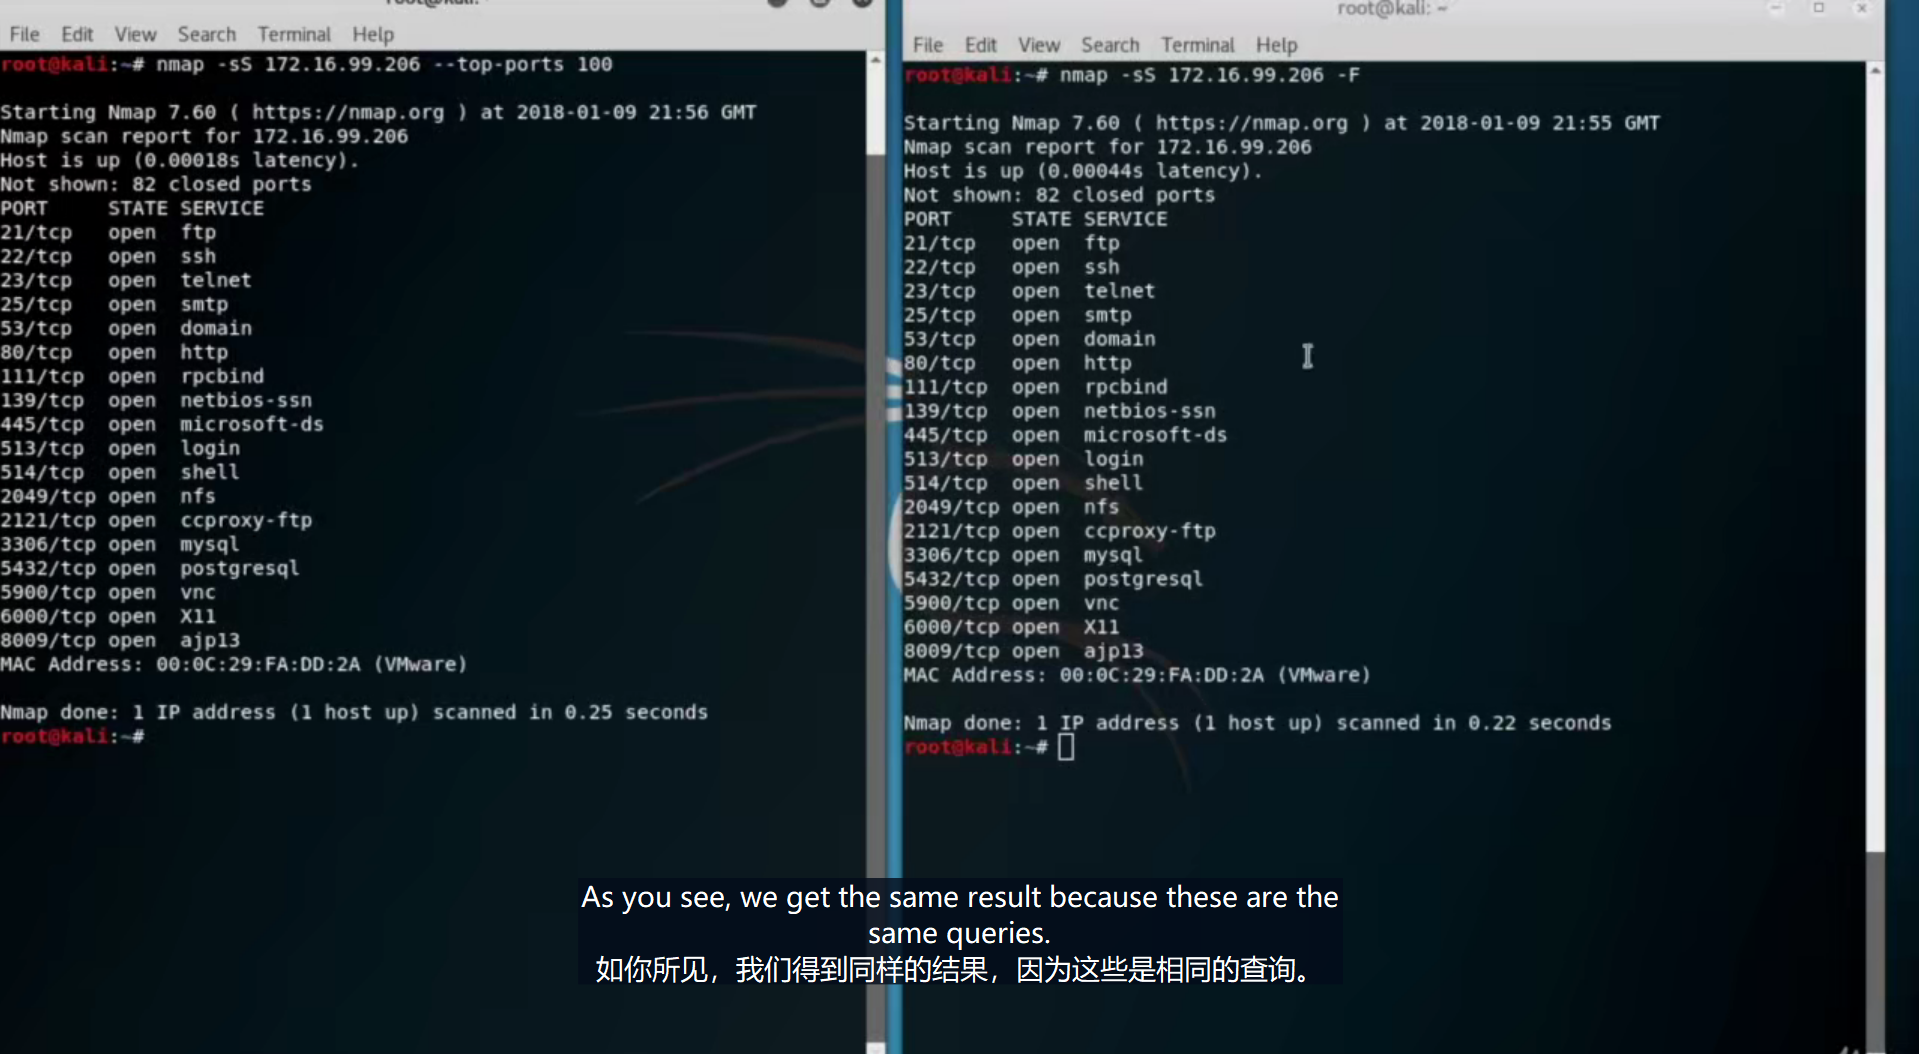 root@kali: ~
File Edit View Search Terminal Help
root@kali:~# nmap -sS 172.16.99.206 --top-ports 100
Starting Nmap 7.60 ( https://nmap.org ) at 2018-01-09 21:56 GMT
Nmap scan report for 172.16.99.206
Host is up (0.00018s latency).
Not shown: 82 closed ports
PORT STATE SERVICE
21/tcp open ftp
22/tcp open ssh
23/tcp open telnet
25/tcp open smtp
53/tcp open domain
80/tcp open http
111/tcp open rpcbind
139/tcp open netbios-ssn
445/tcp open microsoft-ds
513/tcp open login
514/tcp open shell
2049/tcp open nfs
2121/tcp open ccproxy-ftp
3306/tcp open mysql
5432/tcp open postgresql
5900/tcp open vnc
6000/tcp open X11
8009/tcp open ajp13
MAC Address: 00:0C:29:FA:DD:2A (VMware)
Nmap done: 1 IP address (1 host up) scanned in 0.25 seconds
root@kali:~#
root@kali: ~
File Edit View Search Terminal Help
root@kali:~# nmap -sS 172.16.99.206 -F
Starting Nmap 7.60 ( https://nmap.org ) at 2018-01-09 21:55 GMT
Nmap scan report for 172.16.99.206
Host is up (0.00044s latency).
Not shown: 82 closed ports
PORT STATE SERVICE
21/tcp open ftp
22/tcp open ssh
23/tcp open telnet
25/tcp open smtp
53/tcp open domain
80/tcp open http
111/tcp open rpcbind
139/tcp open netbios-ssn
445/tcp open microsoft-ds
513/tcp open login
514/tcp open shell
2049/tcp open nfs
2121/tcp open ccproxy-ftp
3306/tcp open mysql
5432/tcp open postgresql
5900/tcp open vnc
6000/tcp open X11
8009/tcp open ajp13
MAC Address: 00:0C:29:FA:DD:2A (VMware)
Nmap done: 1 IP address (1 host up) scanned in 0.22 seconds
root@kali:~#
As you see, we get the same result because these are the
same queries.
如你所见，我们得到同样的结果，因为这些是相同的查询。